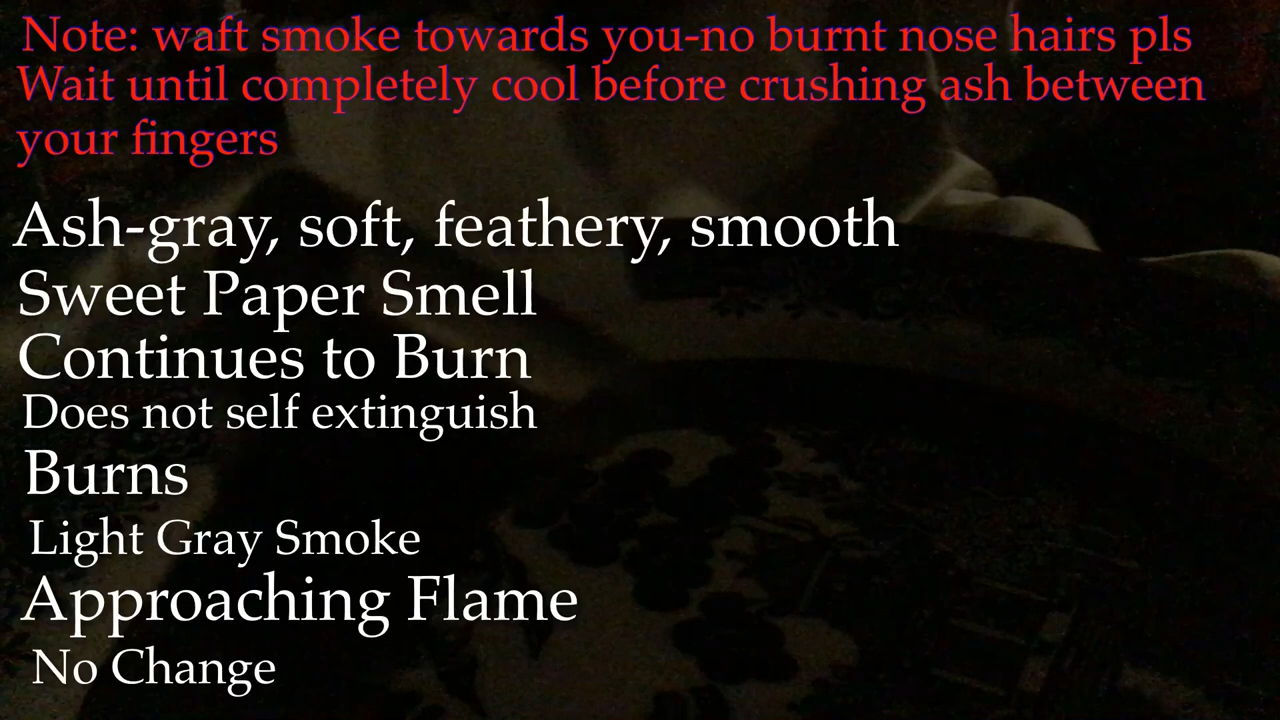 Note: waft smoke towards you-no burnt nose hairs pls
Wait until completely cool before crushing ash between
your fingers
Ash-gray, soft, feathery, smooth
Sweet Paper Smell
Continues to Burn
Does not self extinguish
Burns
Light Gray Smoke
Approaching Flame
No Change